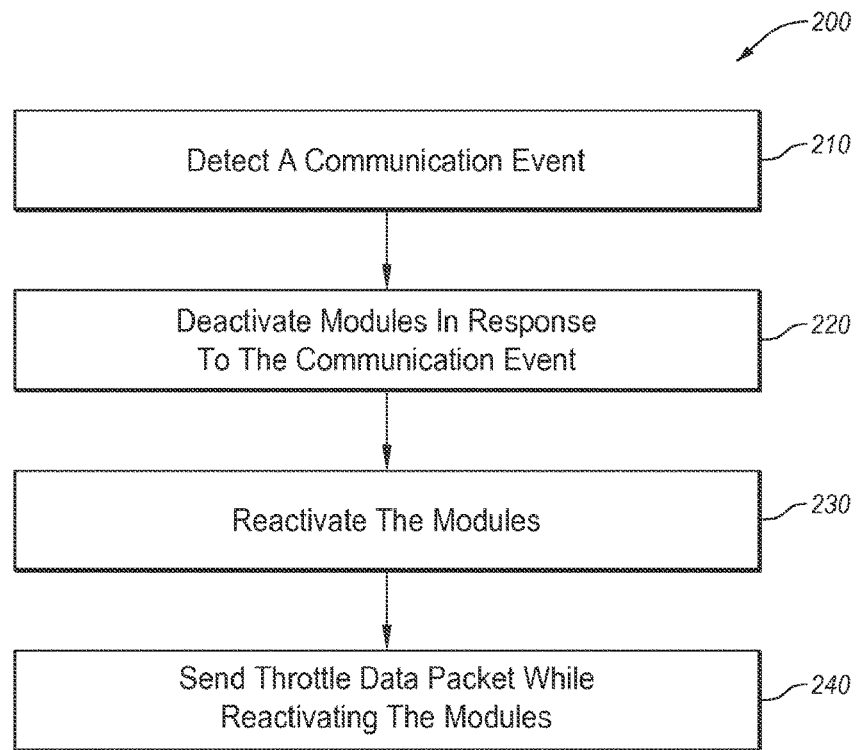 200
Detect A Communication Event
210
Deactivate Modules In Response
To The Communication Event
220
Reactivate The Modules
230
Send Throttle Data Packet While
Reactivating The Modules
240